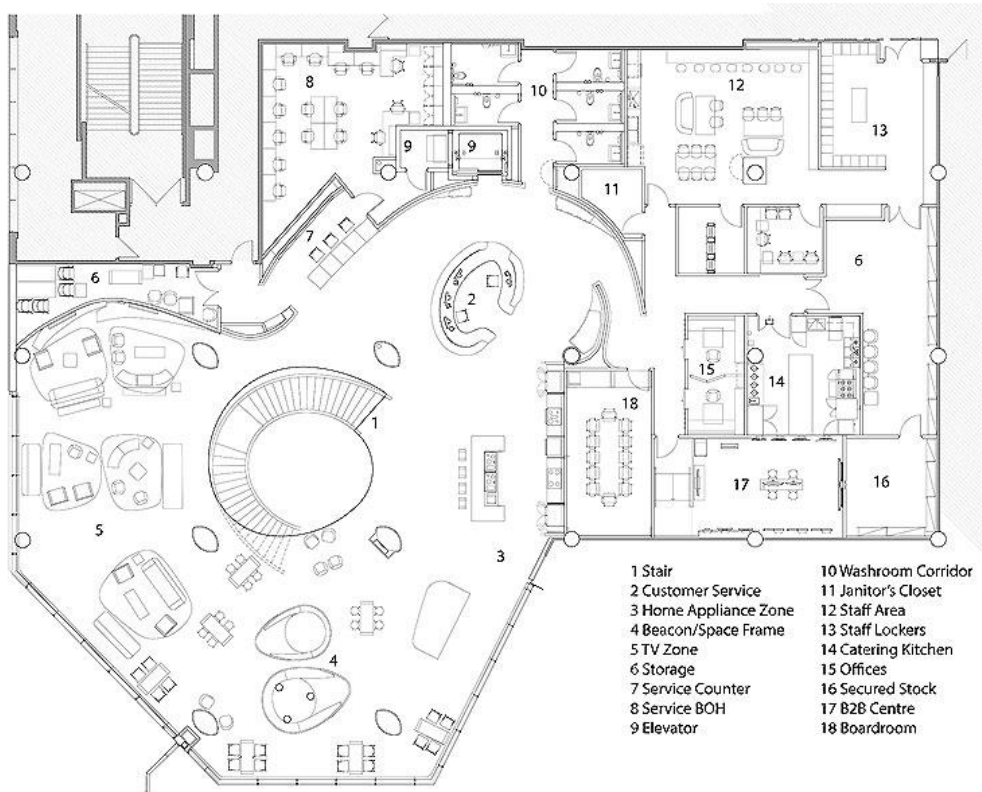 8
10
12
9
9
13
11
7
6
6
2
15
14
18
1
17
16
5
3
4
1 Stair
2 Customer Service
3 Home Appliance Zone
4 Beacon/Space Frame
5 TV Zone
6 Storage
7 Service Counter
8 Service BOH
9 Elevator
10 Washroom Corridor
11 Janitor's Closet
12 Staff Area
13 Staff Lockers
14 Catering Kitchen
15 Offices
16 Secured Stock
17 B2B Centre
18 Boardroom